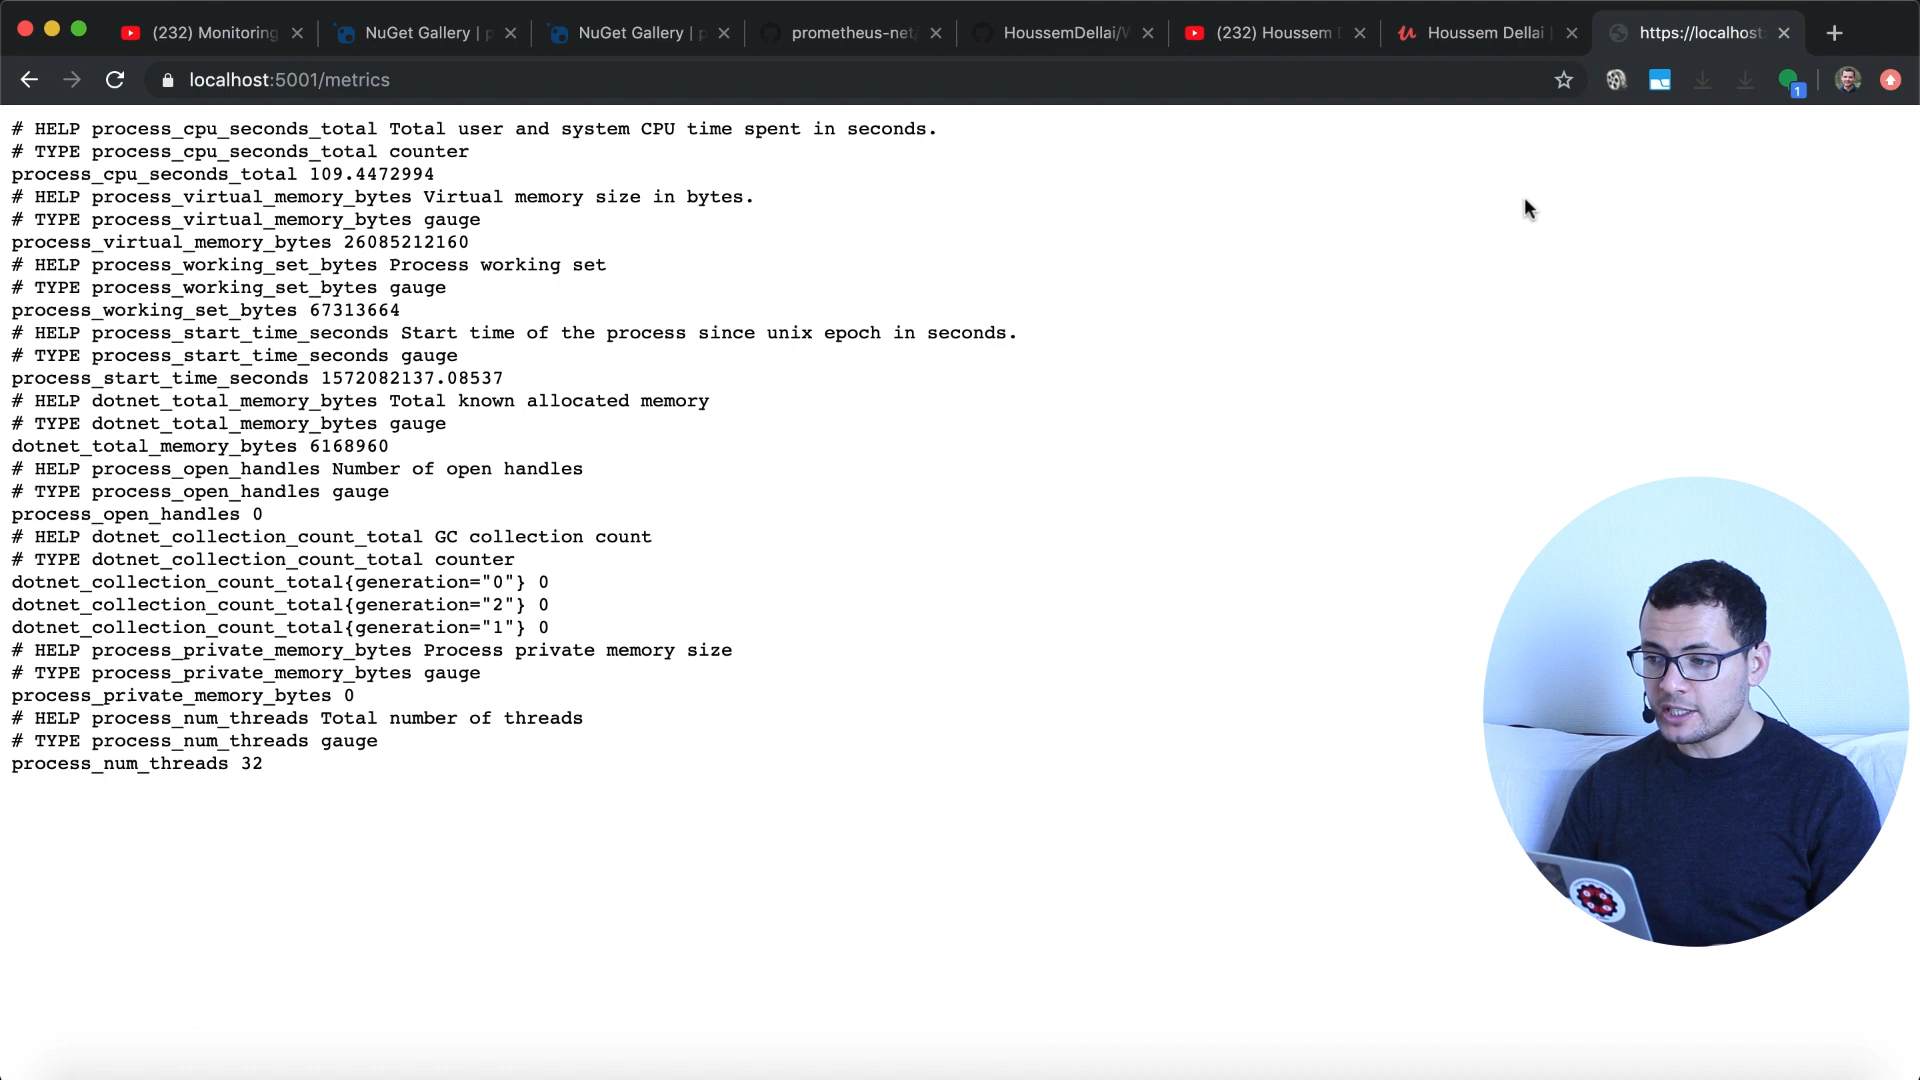 (232) Monitoring
NuGet Gallery | p
NuGet Gallery | p
prometheus-net/
HoussemDellai/W
(232) Houssem D
Houssem Dellai |
https://localhost:
localhost:5001/metrics
1
# HELP process_cpu_seconds_total Total user and system CPU time spent in seconds.
# TYPE process_cpu_seconds_total counter
process_cpu_seconds_total 109.4472994
# HELP process_virtual_memory_bytes Virtual memory size in bytes.
# TYPE process_virtual_memory_bytes gauge
process_virtual_memory_bytes 26085212160
# HELP process_working_set_bytes Process working set
# TYPE process_working_set_bytes gauge
process_working_set_bytes 67313664
# HELP process_start_time_seconds Start time of the process since unix epoch in seconds.
# TYPE process_start_time_seconds gauge
process_start_time_seconds 1572082137.08537
# HELP dotnet_total_memory_bytes Total known allocated memory
# TYPE dotnet_total_memory_bytes gauge
dotnet_total_memory_bytes 6168960
# HELP process_open_handles Number of open handles
# TYPE process_open_handles gauge
process_open_handles 0
# HELP dotnet_collection_count_total GC collection count
# TYPE dotnet_collection_count_total counter
dotnet_collection_count_total{generation="0"} 0
dotnet_collection_count_total{generation="2"} 0
dotnet_collection_count_total{generation="1"} 0
# HELP process_private_memory_bytes Process private memory size
# TYPE process_private_memory_bytes gauge
process_private_memory_bytes 0
# HELP process_num_threads Total number of threads
# TYPE process_num_threads gauge
process_num_threads 32